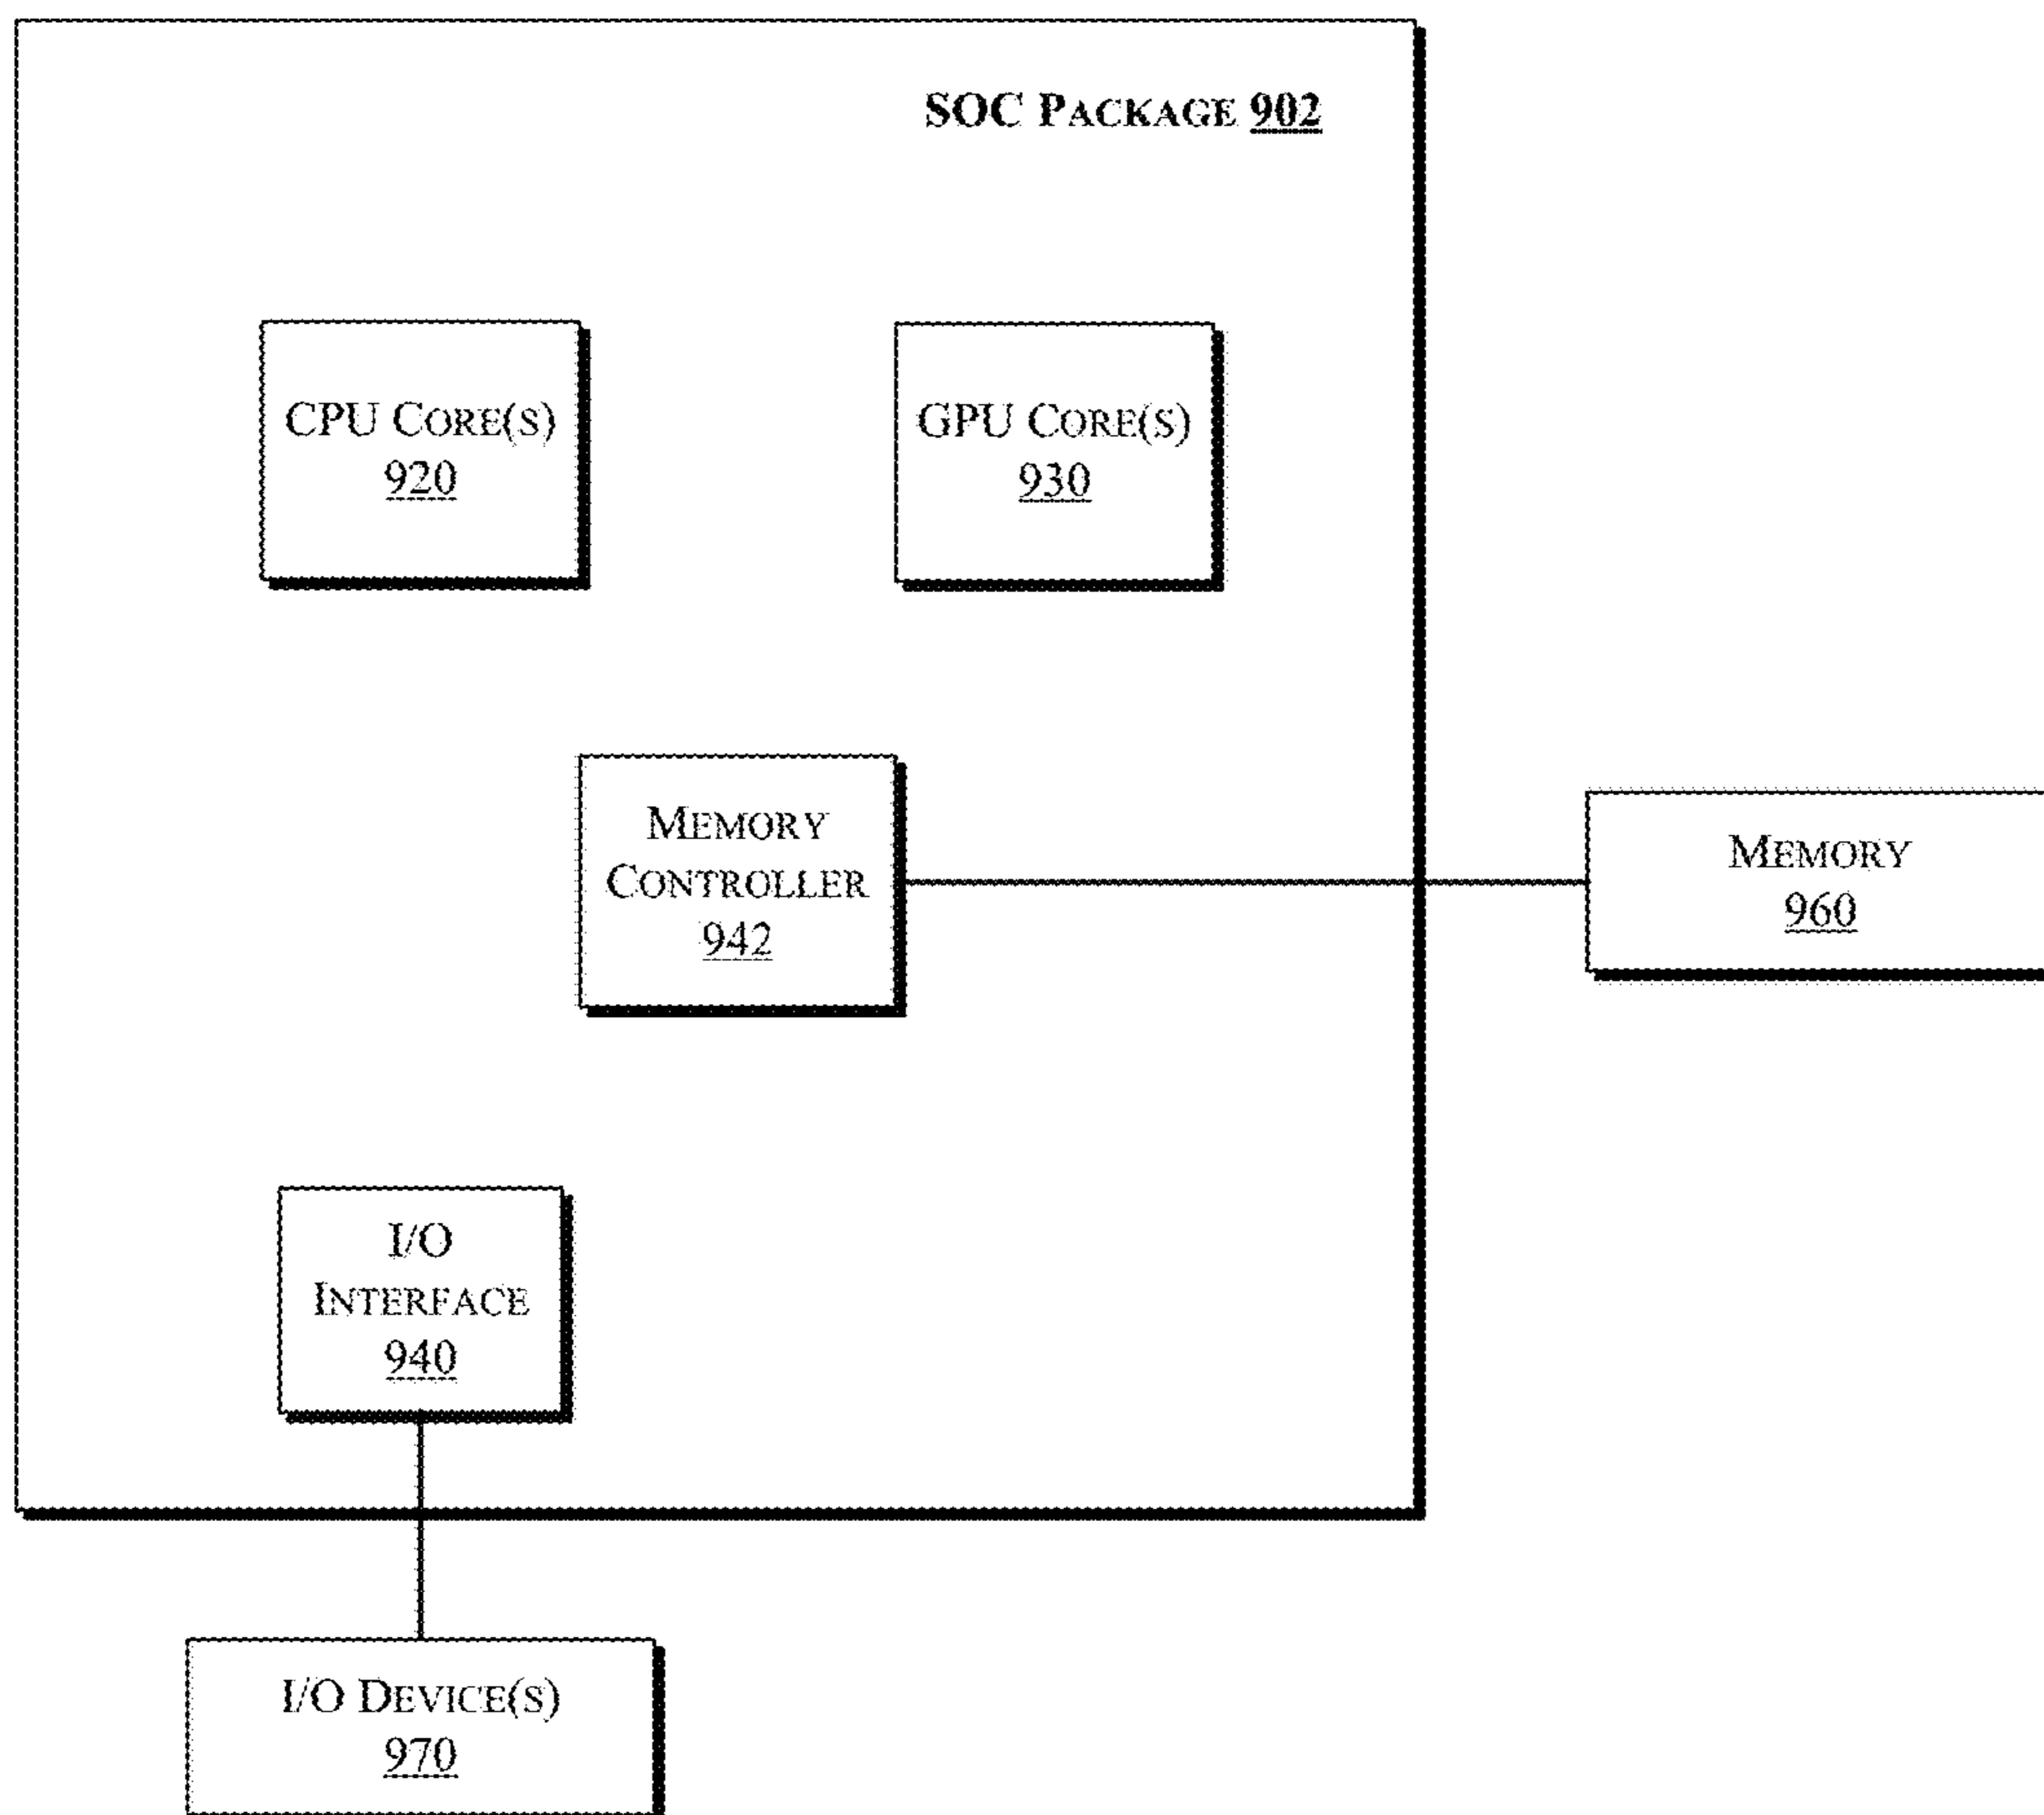 SOC PACKAGE 902
CPU CORE(S)
920
GPU CORE(S)
930
MEMORY
CONTROLLER
942
MEMORY
960
I/O
INTERFACE
940
I/O DEVICE(S)
970